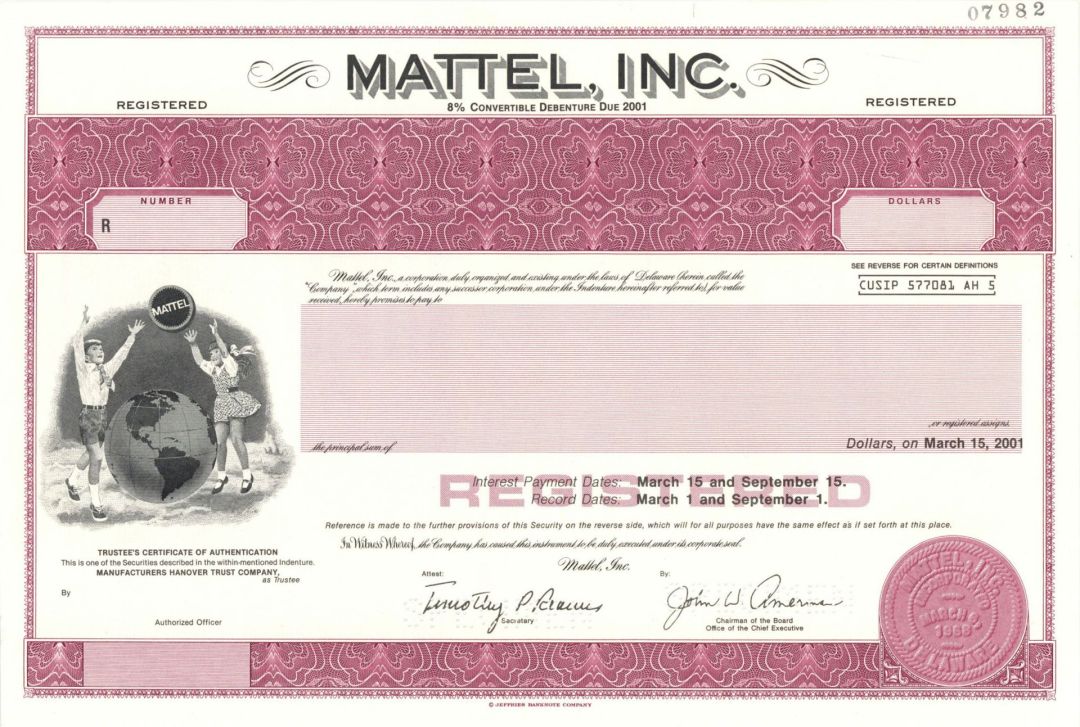 07982
MATTEL, INC.
8% CONVERTIBLE DEBENTURE DUE 2001
REGISTERED
REGISTERED
NUMBER
DOLLARS
R
SEE REVERSE FOR CERTAIN DEFINITIONS
CUSIP 577081 AH 5
Mattel, Inc., a corporation duly organized and existing under the laws of Delaware (herein called the
"Company", which term includes any successor corporation under the Indenture hereinafter referred to), for value
received, hereby promises to pay to
MATTEL
, or registered assigns,
the principal sum of
Dollars, on March 15, 2001
REGISTERED
Interest Payment Dates: March 15 and September 15.
Record Dates: March 1 and September 1.
Reference is made to the further provisions of this Security on the reverse side, which will for all purposes have the same effect as if set forth at this place.
In Witness Whereof, the Company has caused this instrument to be duly executed under its corporate seal.
Mattel, Inc.
TRUSTEE'S CERTIFICATE OF AUTHENTICATION
This is one of the Securities described in the within-mentioned Indenture.
MANUFACTURERS HANOVER TRUST COMPANY,
as Trustee
By
Authorized Officer
Attest:
Timothy P.
Secretary
By:
John W. Amerman
Chairman of the Board
Office of the Chief Executive
MATTEL, INC.
INCORPORATED
MARCH 6,
1968
DELAWARE
© JEFFRIES BANKNOTE COMPANY